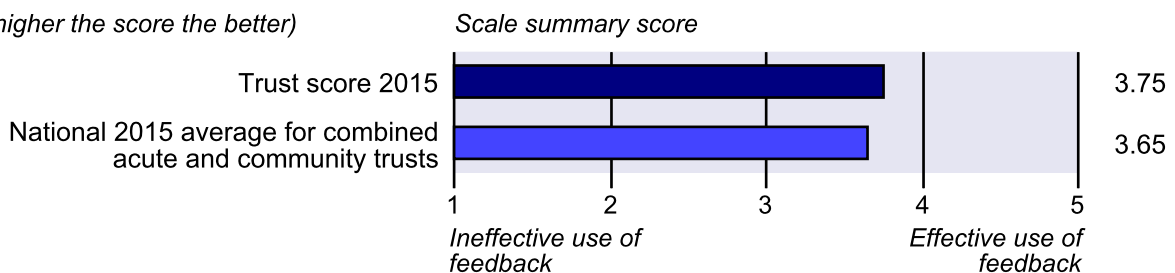 higher the score the better)
Scale summary score
Trust score 2015
3.75
National 2015 average for combined
acute and community trusts
3.65
1 2 3 4 5
Ineffective use of
feedback
Effective use of
feedback